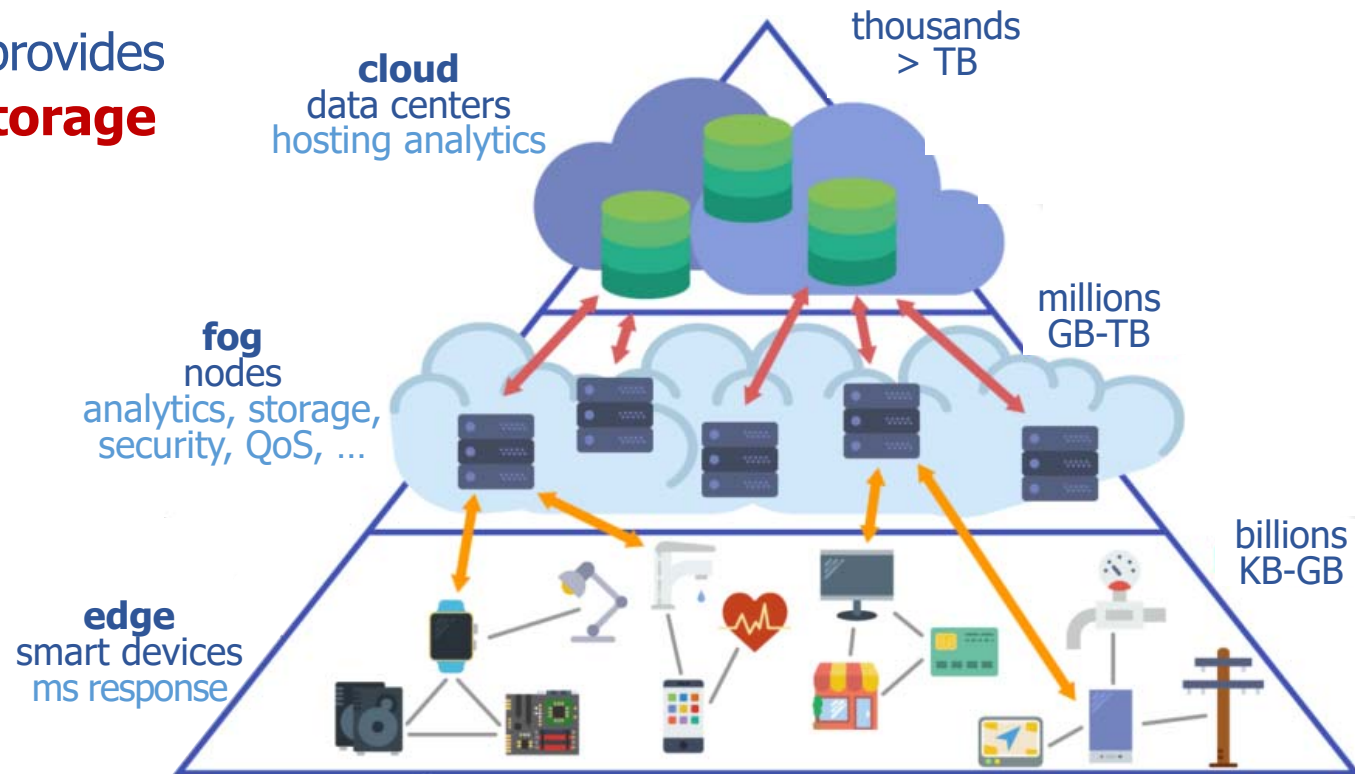 provides
torage
cloud
data centers
hosting analytics
thousands
> TB
fog
nodes
analytics, storage,
security, QoS, ...
millions
GB-TB
edge
smart devices
ms response
billions
KB-GB